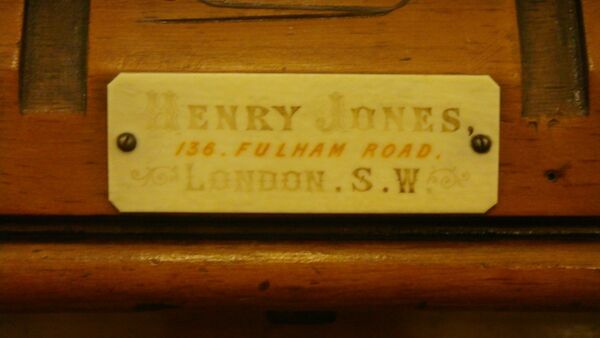 HENRY JONES,
136. FULHAM ROAD,
LONDON. S. W.